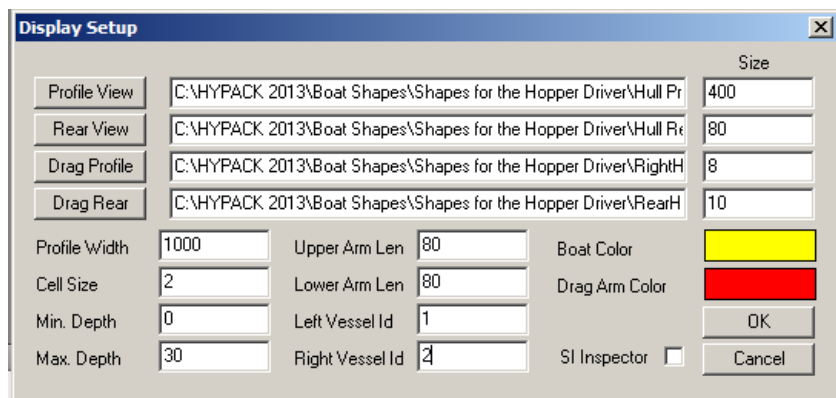 Display Setup
Size
Profile View C:\HYPACK 2013\Boat Shapes\Shapes for the Hopper Driver\Hull Pr 400
Rear View C:\HYPACK 2013\Boat Shapes\Shapes for the Hopper Driver\Hull Re 80
Drag Profile C:\HYPACK 2013\Boat Shapes\Shapes for the Hopper Driver\RightH 8
Drag Rear C:\HYPACK 2013\Boat Shapes\Shapes for the Hopper Driver\RearH 10
Profile Width 1000 Upper Arm Len 80 Boat Color
Cell Size 2 Lower Arm Len 80 Drag Arm Color
Min. Depth 0 Left Vessel Id 1 OK
Max. Depth 30 Right Vessel Id 2 SI Inspector Cancel